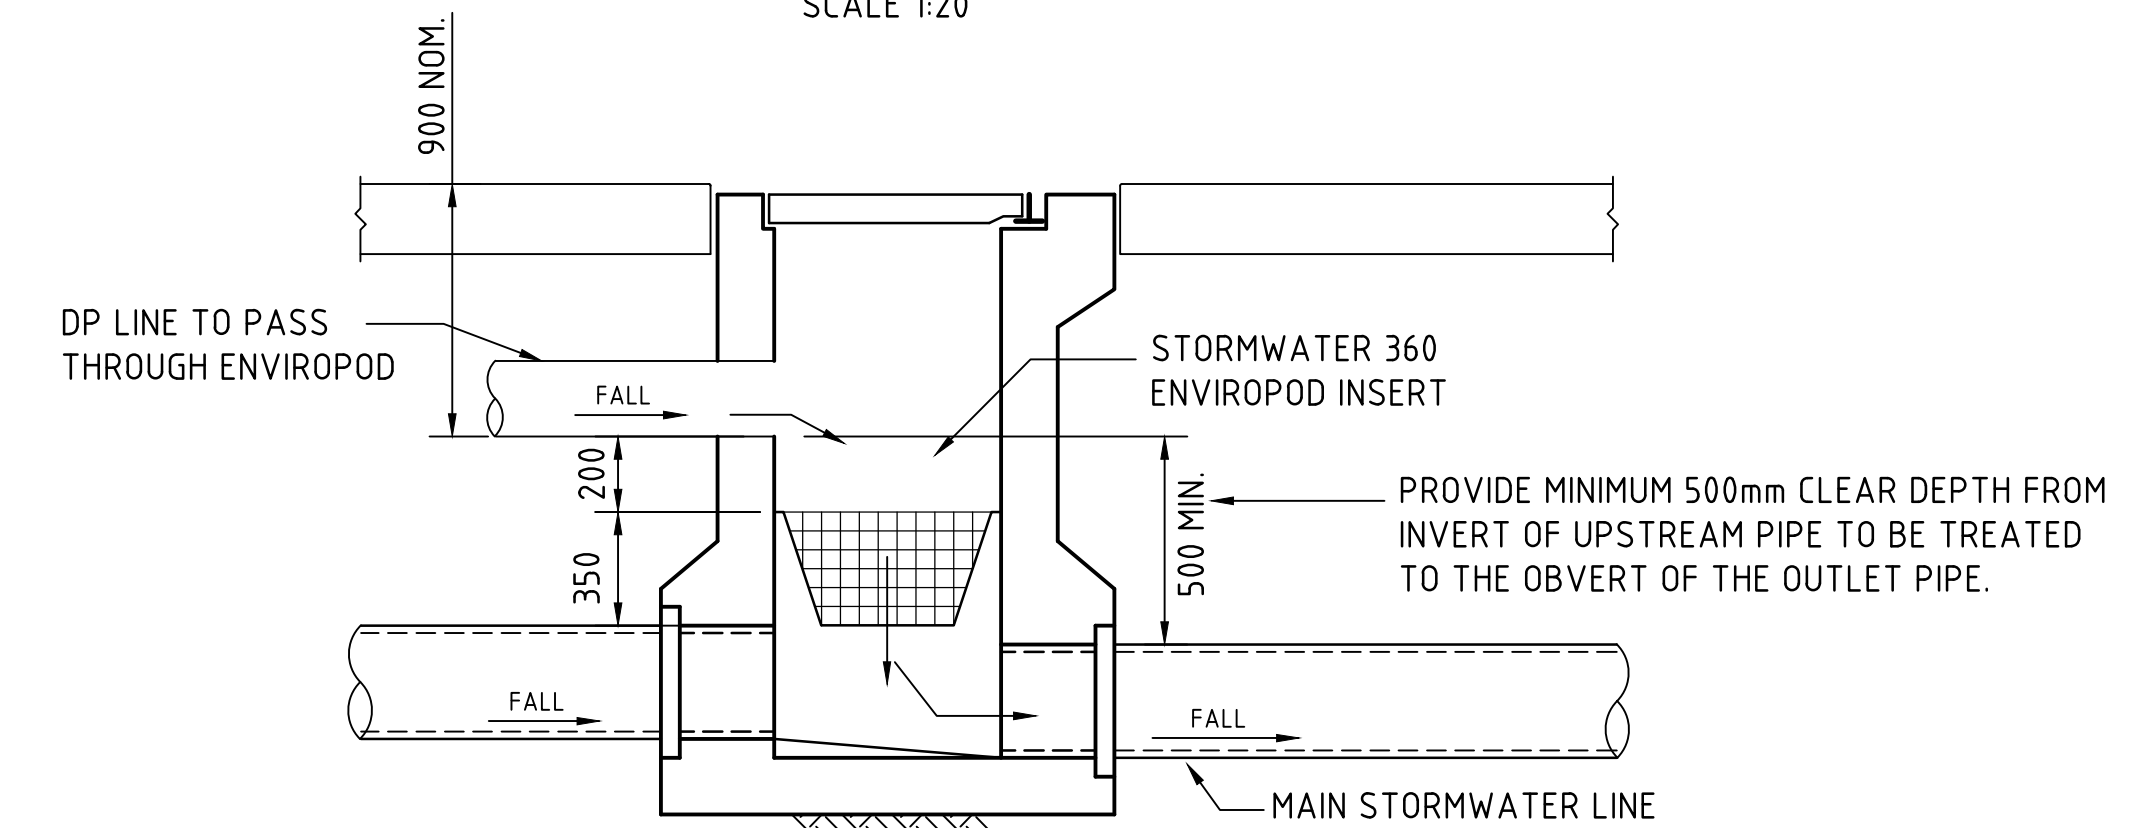 SCALE 1:20
900 NOM.
DP LINE TO PASS
THROUGH ENVIROPOD
FALL
STORMWATER 360
ENVIROPOD INSERT
200
350
500 MIN.
PROVIDE MINIMUM 500mm CLEAR DEPTH FROM
INVERT OF UPSTREAM PIPE TO BE TREATED
TO THE OBVERT OF THE OUTLET PIPE.
FALL
FALL
MAIN STORMWATER LINE